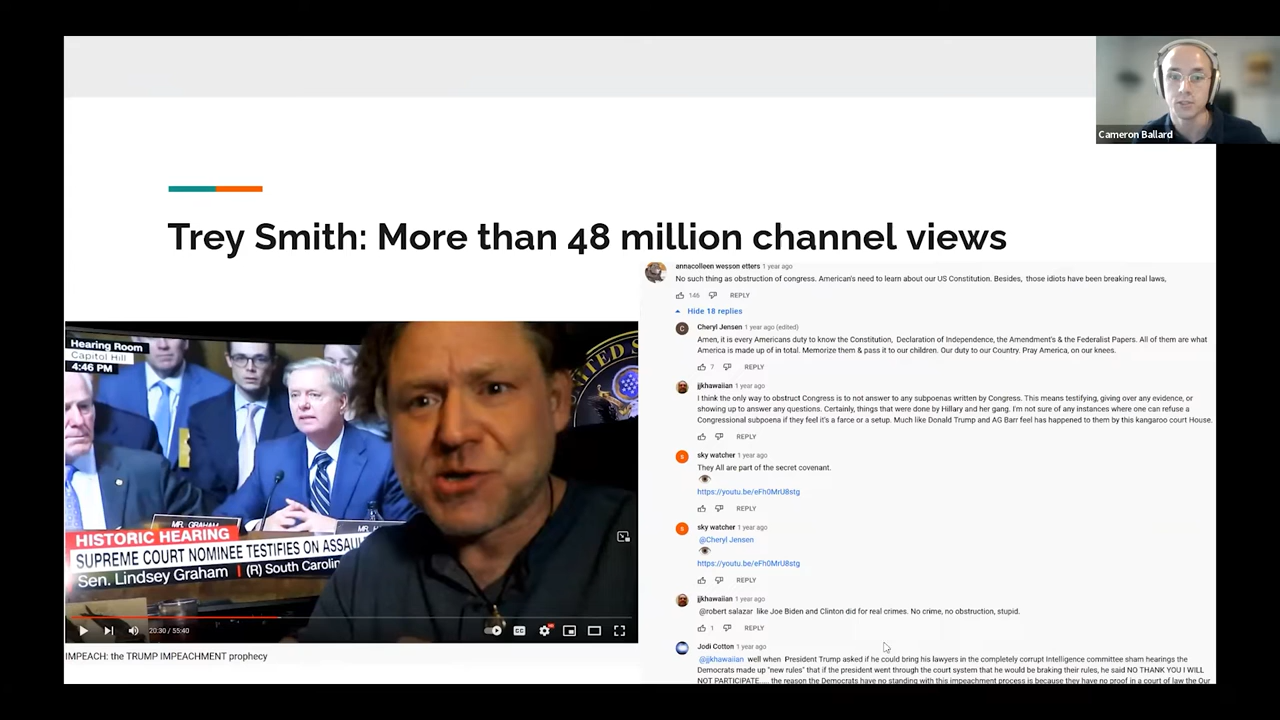 Cameron Ballard
Trey Smith: More than 48 million channel views
Hearing Room
Capitol Hill
4:46 PM
MR. GRAHAM
HISTORIC HEARING
SUPREME COURT NOMINEE TESTIFIES ON ASSAU
Sen. Lindsey Graham | (R) South Carolin
20:30 / 55:40
IMPEACH: the TRUMP IMPEACHMENT prophecy
annacolleen wesson etters 1 year ago
No such thing as obstruction of congress. American's need to learn about our US Constitution. Besides, those idiots have been breaking real laws,
146 REPLY
Hide 18 replies
C
Cheryl Jensen 1 year ago (edited)
Amen, it is every Americans duty to know the Constitution, Declaration of Independence, the Amendment's & the Federalist Papers. All of them are what
America is made up of in total. Memorize them & pass it to our children. Our duty to our Country. Pray America, on our knees.
7 REPLY
jjkhawaiian 1 year ago
I think the only way to obstruct Congress is to not answer to any subpoenas written by Congress. This means testifying, giving over any evidence, or
showing up to answer any questions. Certainly, things that were done by Hillary and her gang. I'm not sure of any instances where one can refuse a
Congressional subpoena if they feel it's a farce or a setup. Much like Donald Trump and AG Barr feel has happened to them by this kangaroo court House.
REPLY
s
sky watcher 1 year ago
They All are part of the secret covenant.
https://youtu.be/eFh0MrU8stg
REPLY
s
sky watcher 1 year ago
@Cheryl Jensen
https://youtu.be/eFh0MrU8stg
REPLY
jjkhawaiian 1 year ago
@robert salazar like Joe Biden and Clinton did for real crimes. No crime, no obstruction, stupid.
1 REPLY
Jodi Cotton 1 year ago
@jjkhawaiian well when President Trump asked if he could bring his lawyers in the completely corrupt Intelligence committee sham hearings the
Democrats made up "new rules" that if the president went through the court system that he would be braking their rules, he said NO THANK YOU I WILL
NOT PARTICIPATE..... the reason the Democrats have no standing with this impeachment process is because they have no proof in a court of law the Our